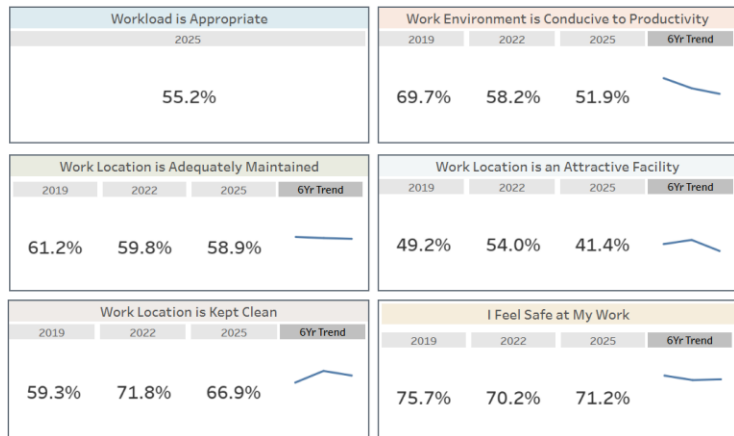 Workload is Appropriate
2025
55.2%
Work Environment is Conducive to Productivity
2019 2022 2025 6Yr Trend
69.7% 58.2% 51.9%
Work Location is Adequately Maintained
2019 2022 2025 6Yr Trend
61.2% 59.8% 58.9%
Work Location is an Attractive Facility
2019 2022 2025 6Yr Trend
49.2% 54.0% 41.4%
Work Location is Kept Clean
2019 2022 2025 6Yr Trend
59.3% 71.8% 66.9%
I Feel Safe at My Work
2019 2022 2025 6Yr Trend
75.7% 70.2% 71.2%